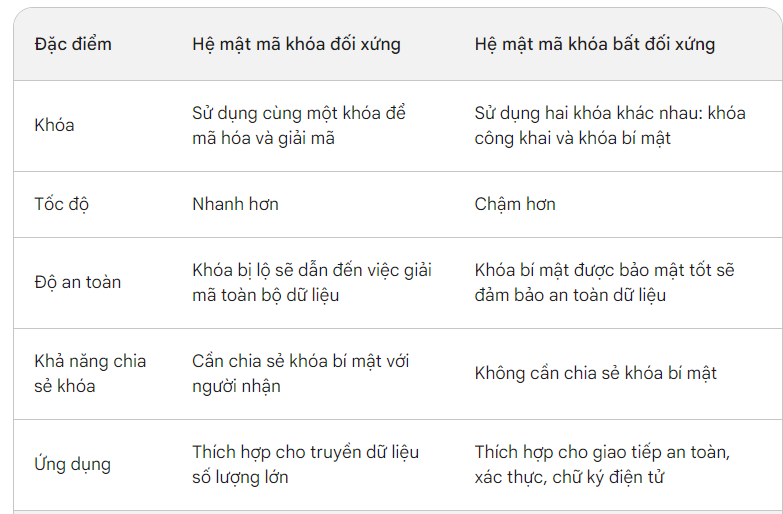 Đặc điểm
Hệ mật mã khóa đối xứng
Hệ mật mã khóa bất đối xứng
Khóa
Sử dụng cùng một khóa để
mã hóa và giải mã
Sử dụng hai khóa khác nhau: khóa
công khai và khóa bí mật
Tốc độ
Nhanh hơn
Chậm hơn
Độ an toàn
Khóa bị lộ sẽ dẫn đến việc giải
mã toàn bộ dữ liệu
Khóa bí mật được bảo mật tốt sẽ
đảm bảo an toàn dữ liệu
Khả năng chia
sẻ khóa
Cần chia sẻ khóa bí mật với
người nhận
Không cần chia sẻ khóa bí mật
Ứng dụng
Thích hợp cho truyền dữ liệu
số lượng lớn
Thích hợp cho giao tiếp an toàn,
xác thực, chữ ký điện tử